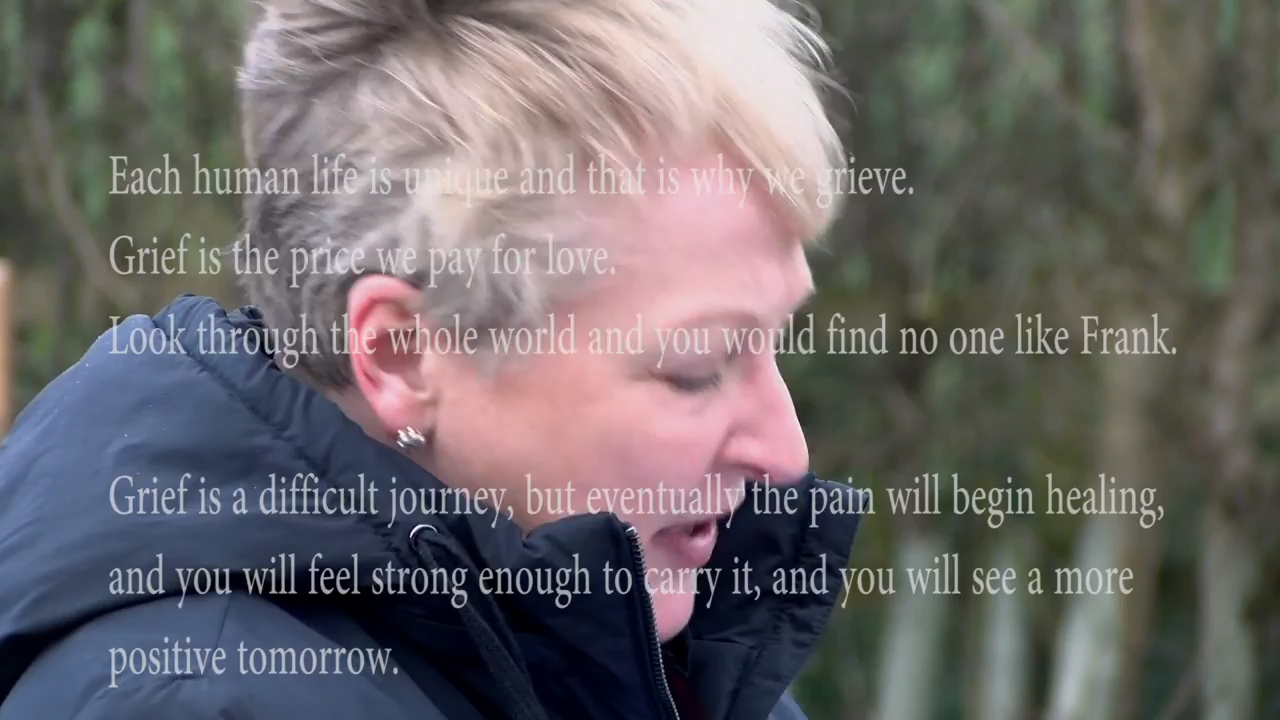 Each human life is unique and that is why we grieve.
Grief is the price we pay for love.
Look through the whole world and you would find no one like Frank.
Grief is a difficult journey, but eventually the pain will begin healing,
and you will feel strong enough to carry it, and you will see a more
positive tomorrow.